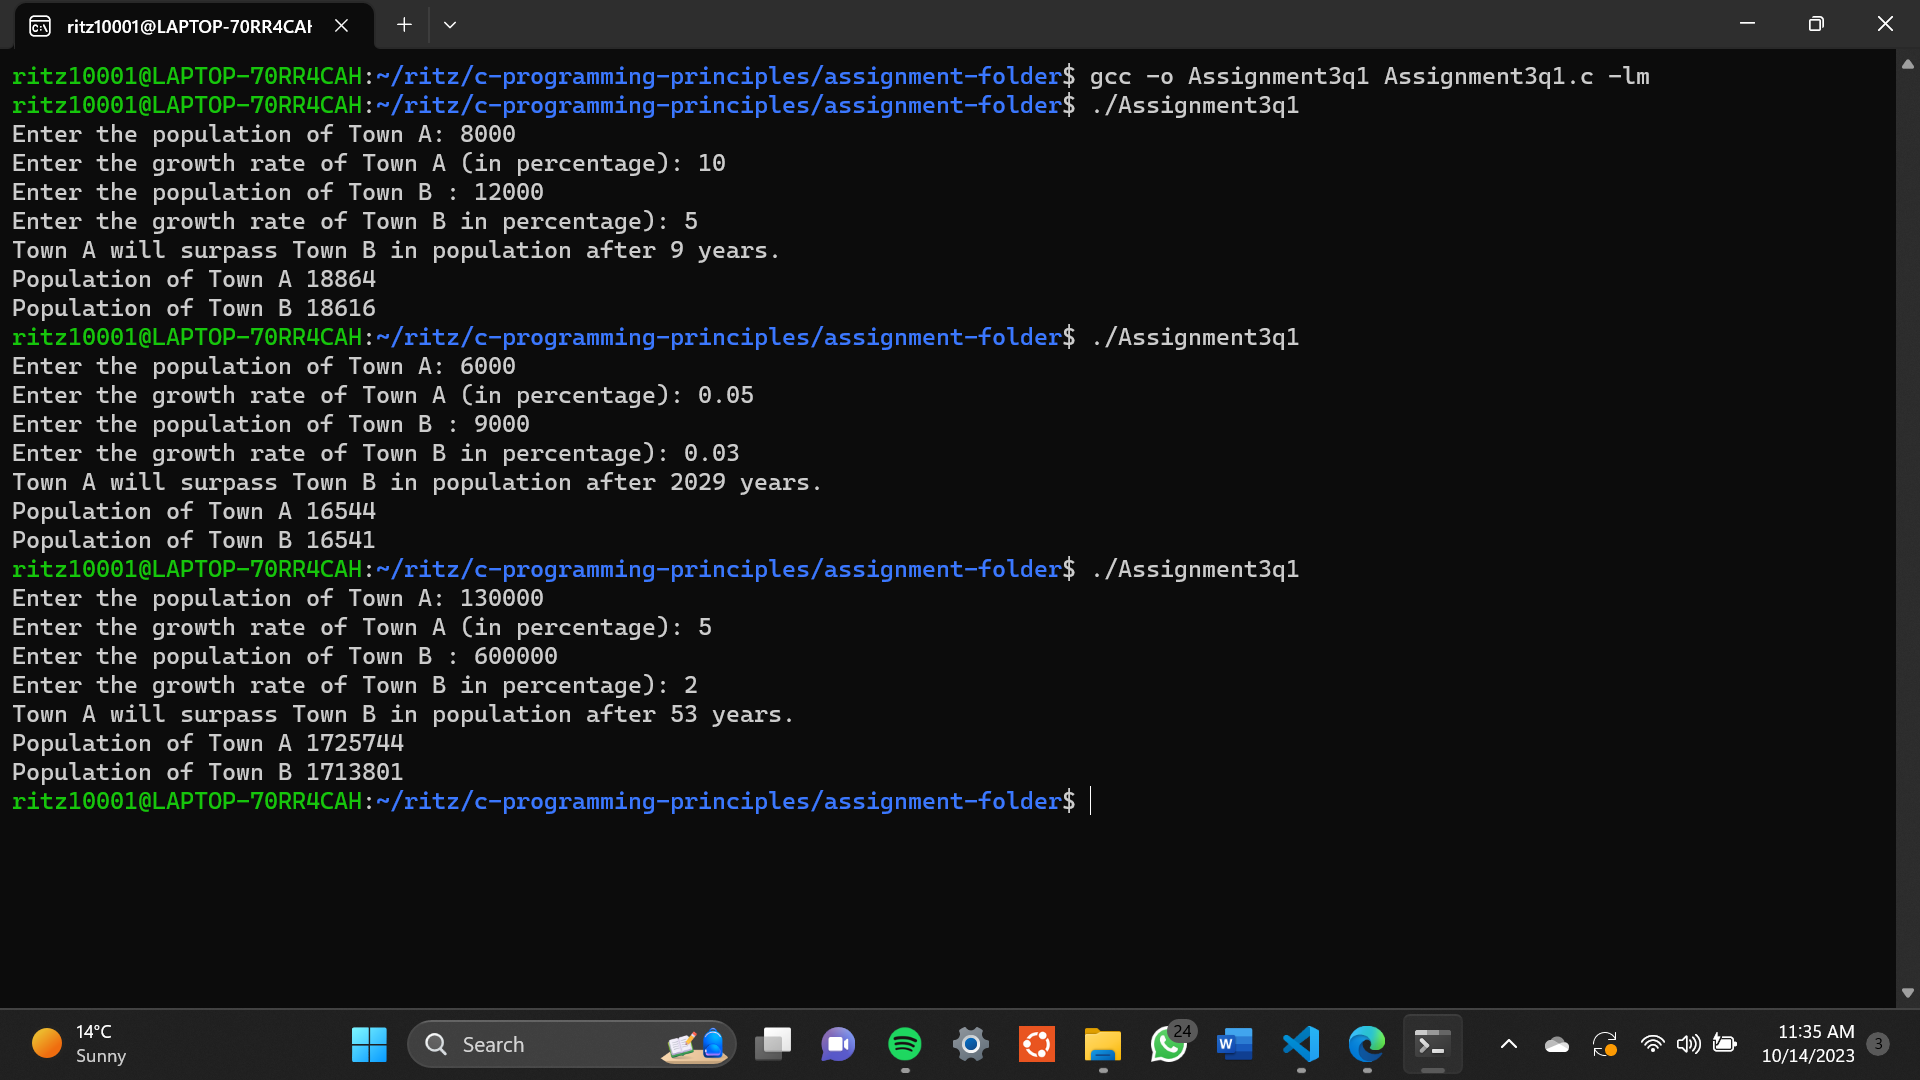 ritz10001@LAPTOP-70RR4CAH
ritz10001@LAPTOP-70RR4CAH:~/ritz/c-programming-principles/assignment-folder$ gcc -o Assignment3q1 Assignment3q1.c -lm
ritz10001@LAPTOP-70RR4CAH:~/ritz/c-programming-principles/assignment-folder$ ./Assignment3q1
Enter the population of Town A: 8000
Enter the growth rate of Town A (in percentage): 10
Enter the population of Town B : 12000
Enter the growth rate of Town B in percentage): 5
Town A will surpass Town B in population after 9 years.
Population of Town A 18864
Population of Town B 18616
ritz10001@LAPTOP-70RR4CAH:~/ritz/c-programming-principles/assignment-folder$ ./Assignment3q1
Enter the population of Town A: 6000
Enter the growth rate of Town A (in percentage): 0.05
Enter the population of Town B : 9000
Enter the growth rate of Town B in percentage): 0.03
Town A will surpass Town B in population after 2029 years.
Population of Town A 16544
Population of Town B 16541
ritz10001@LAPTOP-70RR4CAH:~/ritz/c-programming-principles/assignment-folder$ ./Assignment3q1
Enter the population of Town A: 130000
Enter the growth rate of Town A (in percentage): 5
Enter the population of Town B : 600000
Enter the growth rate of Town B in percentage): 2
Town A will surpass Town B in population after 53 years.
Population of Town A 1725744
Population of Town B 1713801
ritz10001@LAPTOP-70RR4CAH:~/ritz/c-programming-principles/assignment-folder$
14°C
Sunny
Search
24
11:35 AM
10/14/2023
3